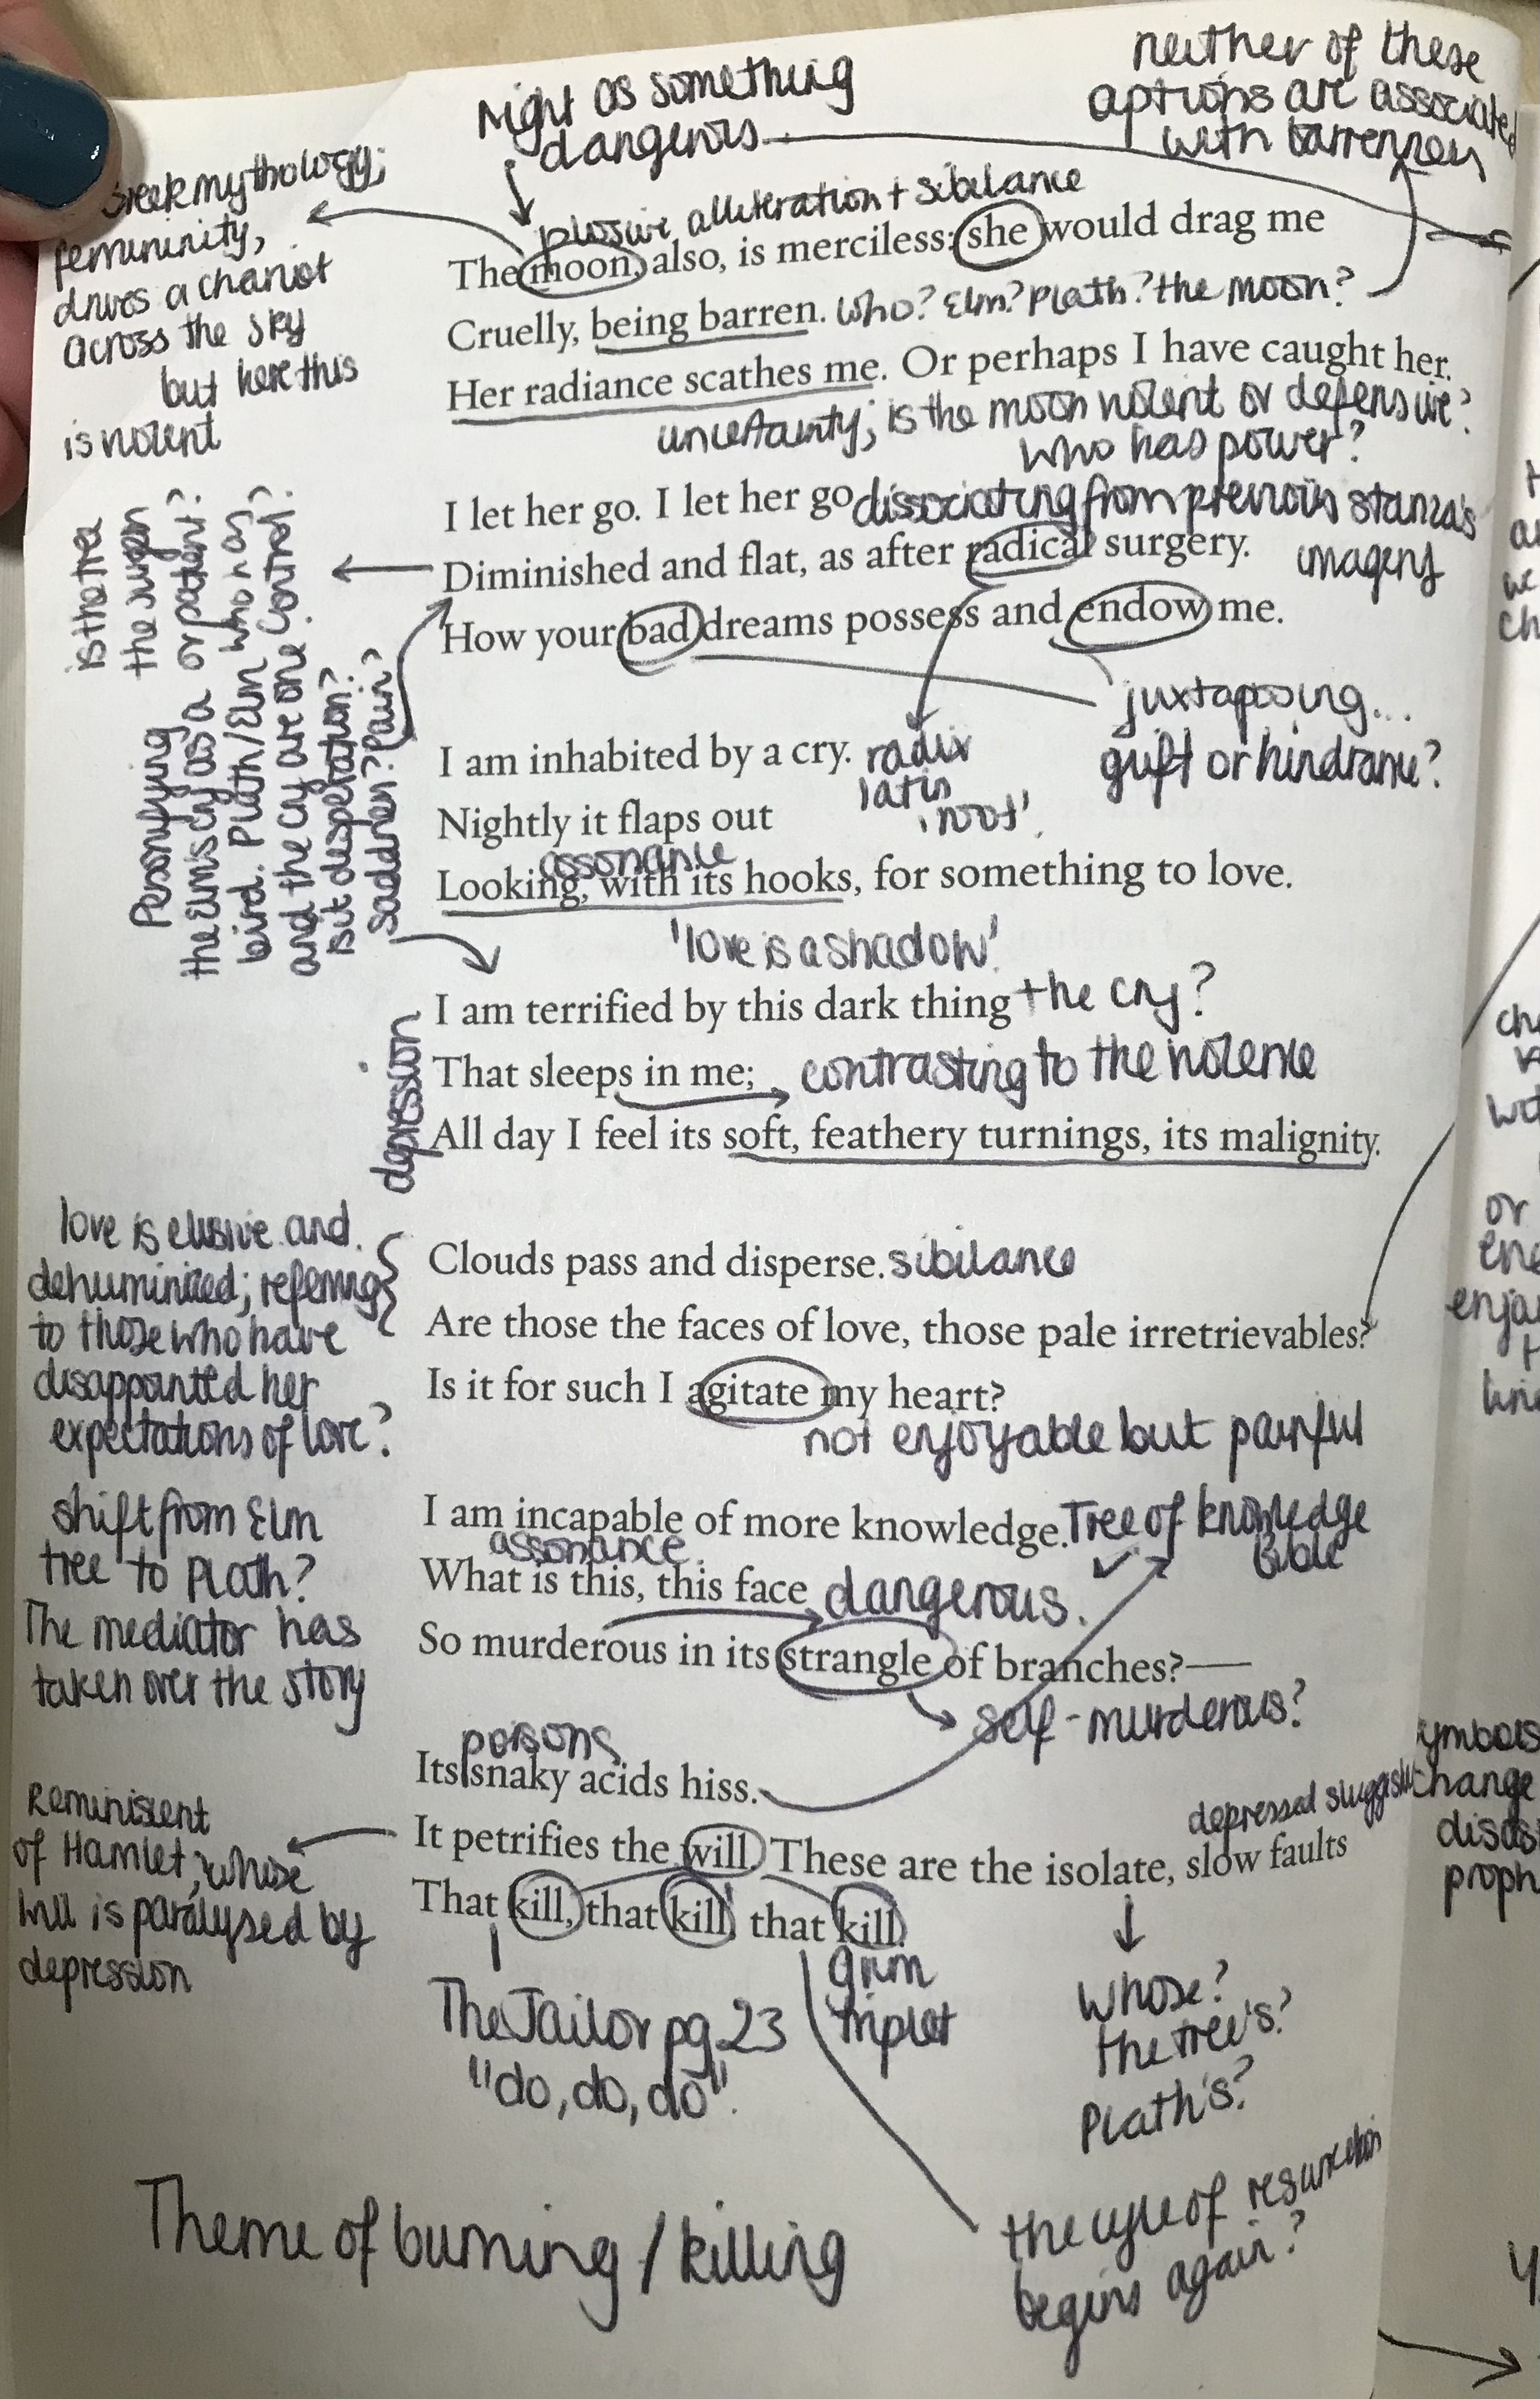 Night as something
dangerous
neither of these
options are associated
with barrenness
Greek mythology;
femininity,
drives a chariot
across the sky
but here this
is violent
plosive alliteration + sibilance
The moon, also, is merciless: she would drag me
Cruelly, being barren. Who? Elm? Plath? the moon?
Her radiance scathes me. Or perhaps I have caught her.
uncertainty; is the moon violent or defensive?
who has power?
I let her go. I let her go dissociating from previous stanza's
imagery
Diminished and flat, as after radical surgery.
How your bad dreams possess and endow me.
is the tree
the surgeon
or patient?
who has
control?
juxtaposing...
gift or hindrance?
radix
latin
'root'.
I am inhabited by a cry.
Nightly it flaps out
assonance
Looking, with its hooks, for something to love.
Personifying
the Elm's cry as a
bird. Plath/Elm
and the cry are one
is it desperation?
saddnen? Pain?
'love is a shadow'.
I am terrified by this dark thing the cry?
That sleeps in me; contrasting to the violence
All day I feel its soft, feathery turnings, its malignity.
depression
love is elusive and
dehuminized; refering
to those who have
disappointed her
expectations of love?
Clouds pass and disperse. sibilance
Are those the faces of love, those pale irretrievables?
Is it for such I agitate my heart?
not enjoyable but painful
shift from Elm
tree to Plath?
The mediator has
taken over the story
I am incapable of more knowledge. Tree of knowledge
Bible
assonance.
What is this, this face dangerous.
So murderous in its strangle of branches?—
self-murderous?
poisons
Its snaky acids hiss.
depressed sluggish
It petrifies the will. These are the isolate, slow faults
That kill, that kill, that kill.
Reminiscent
of Hamlet, whose
will is paralysed by
depression
The Jailor pg 23
"do, do, do".
grim
triplet
whose?
the tree's?
Plath's?
the cycle of resurrection
begins again?
Theme of burning / killing
ch
we
or
ene
enja
line
symbols
change
disas
proph